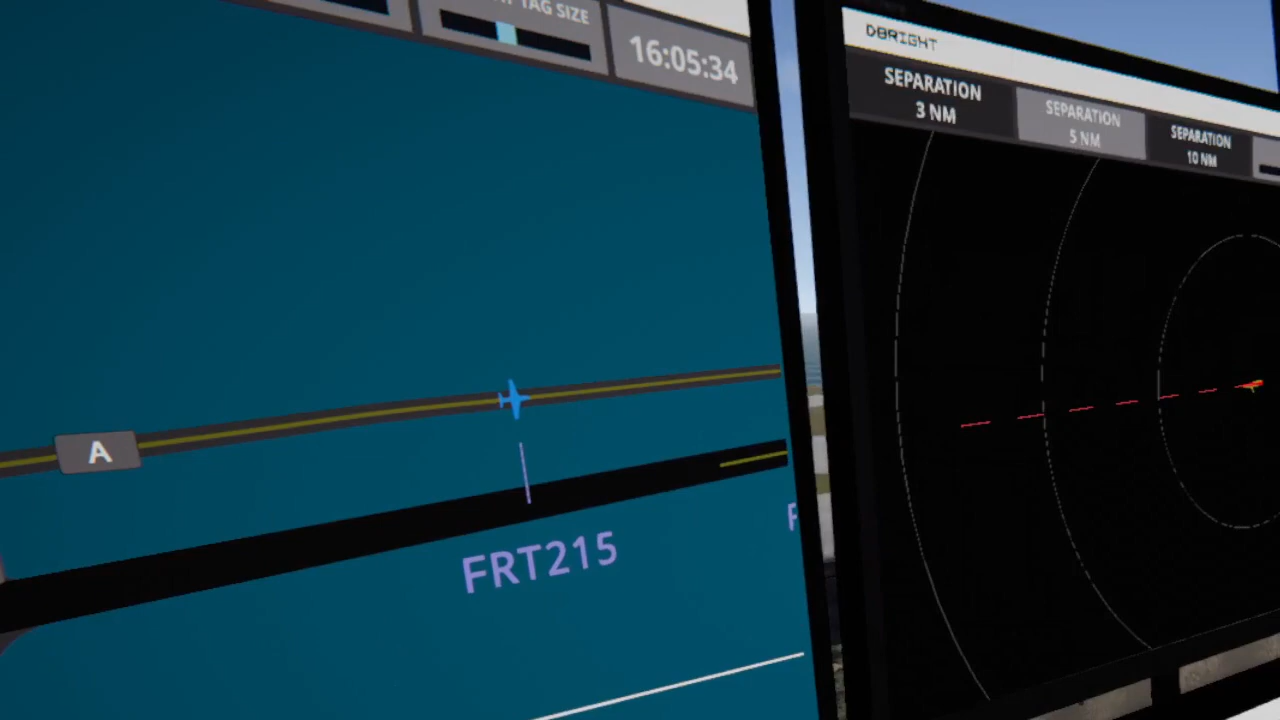 TAG SIZE
16:05:34
A
FRT215
DBRIGHT
SEPARATION
3 NM
SEPARATION
5 NM
SEPARATION
10 NM